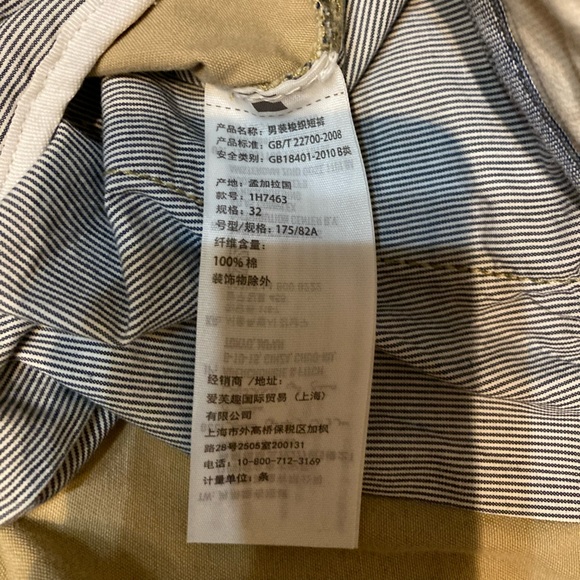 产品名称：男装梭织短裤
产品标准：GB/T 22700-2008
安全类别：GB18401-2010 B类
产地：孟加拉国
款号：1H7463
规格：32
号型/规格：175/82A
纤维含量：
100% 棉
装饰物除外
经销商 /地址：
爱芙趣国际贸易（上海）
有限公司
上海市外高桥保税区加枫
路28号2505室200131
电话：10-800-712-3169
计量单位：条